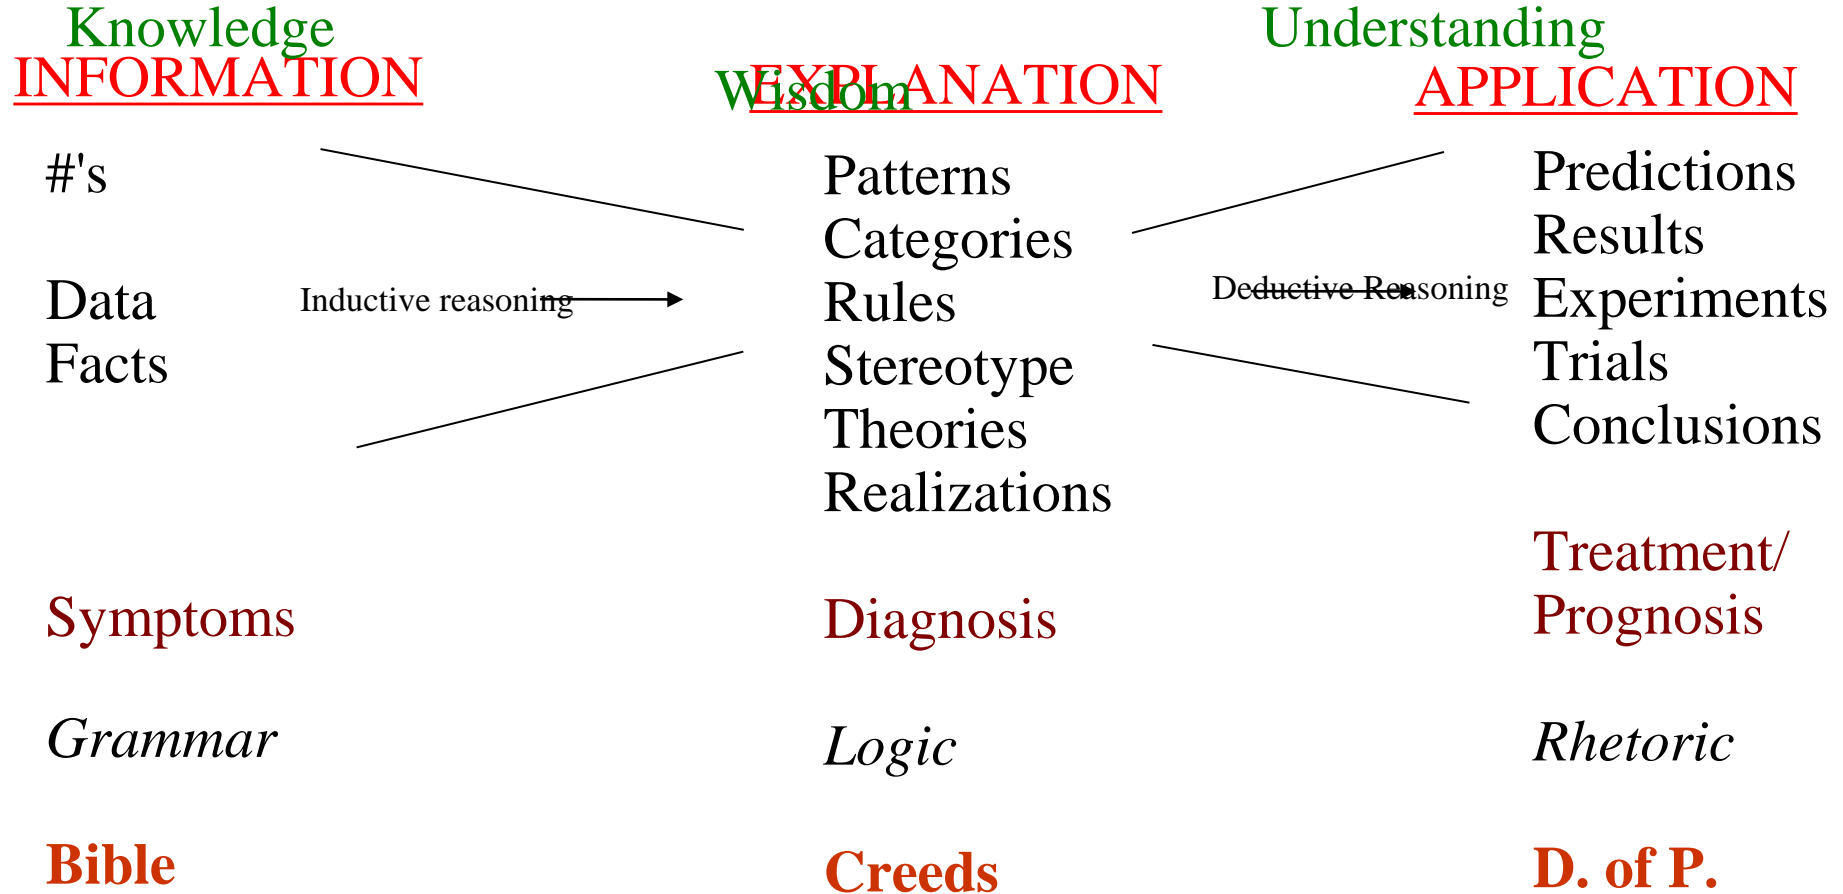 Knowledge
INFORMATION
#'s
Data
Facts
Symptoms
Grammar
Bible
Inductive reasoning
Wisdom
EXPLANATION
Patterns
Categories
Rules
Stereotype
Theories
Realizations
Diagnosis
Logic
Creeds
Deductive Reasoning
Understanding
APPLICATION
Predictions
Results
Experiments
Trials
Conclusions
Treatment/
Prognosis
Rhetoric
D. of P.